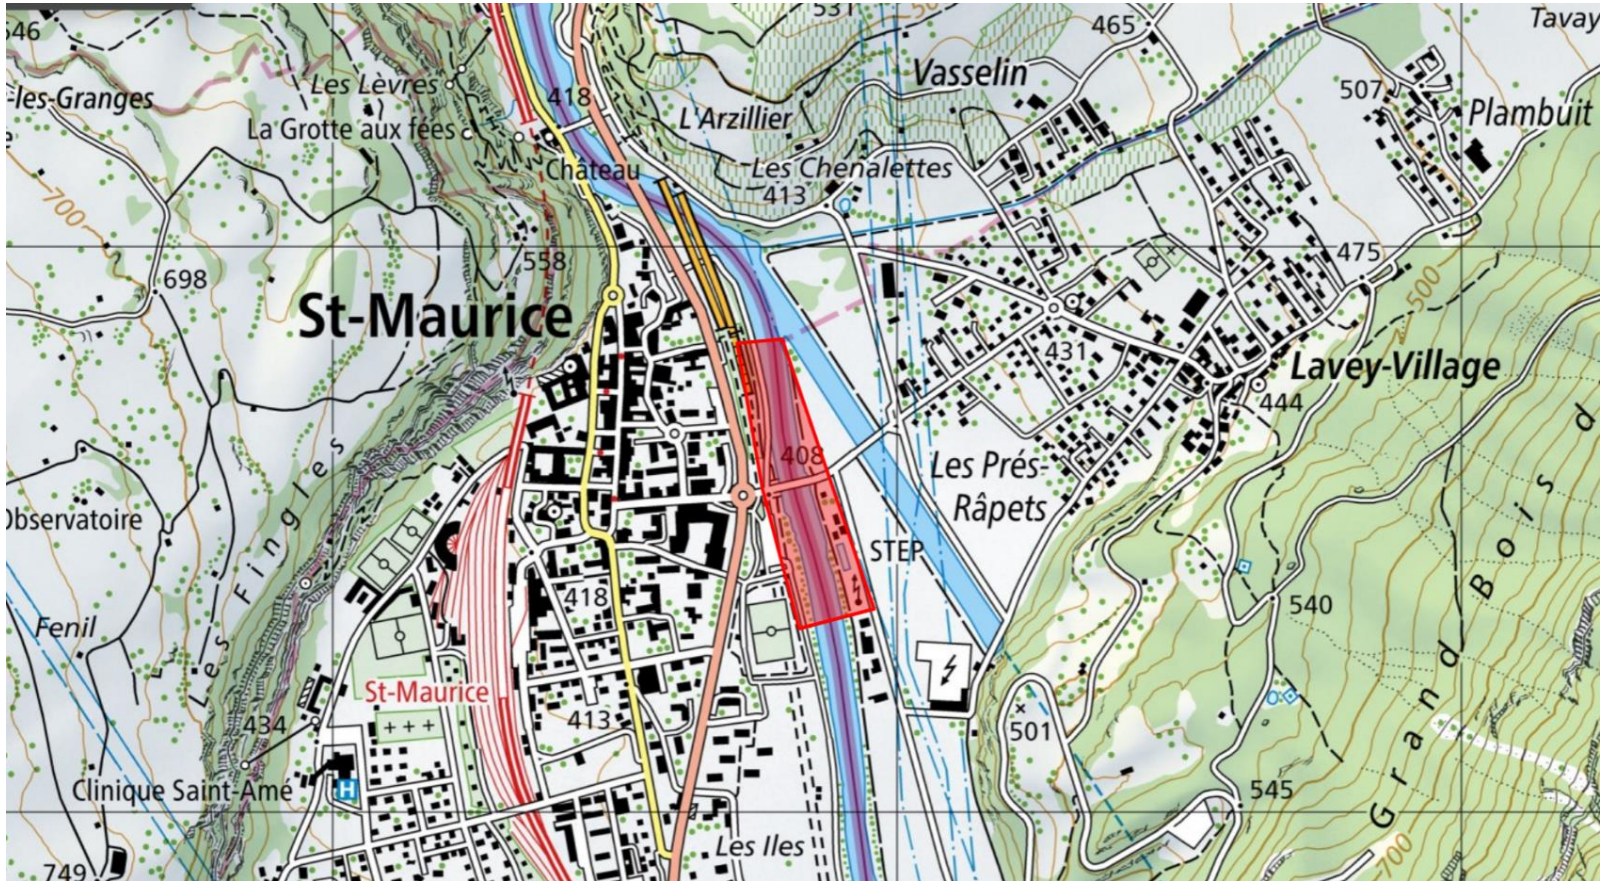 531
50
546
465
Tavay
Vasselin
Les Lèvres
-les-Granges
418
507
L'Arzillier
Plambuit
La Grotte aux fées
Château
Les Chenalettes
413
700
558
475
698
500
St-Maurice
431
Lavey-Village
444
408
Les Prés-
Râpets
Observatoire
STEP
Les Fingles
Grand Bois d
418
540
Fenil
St-Maurice
434
413
501
H
Clinique Saint-Amé
545
Les Iles
749
700